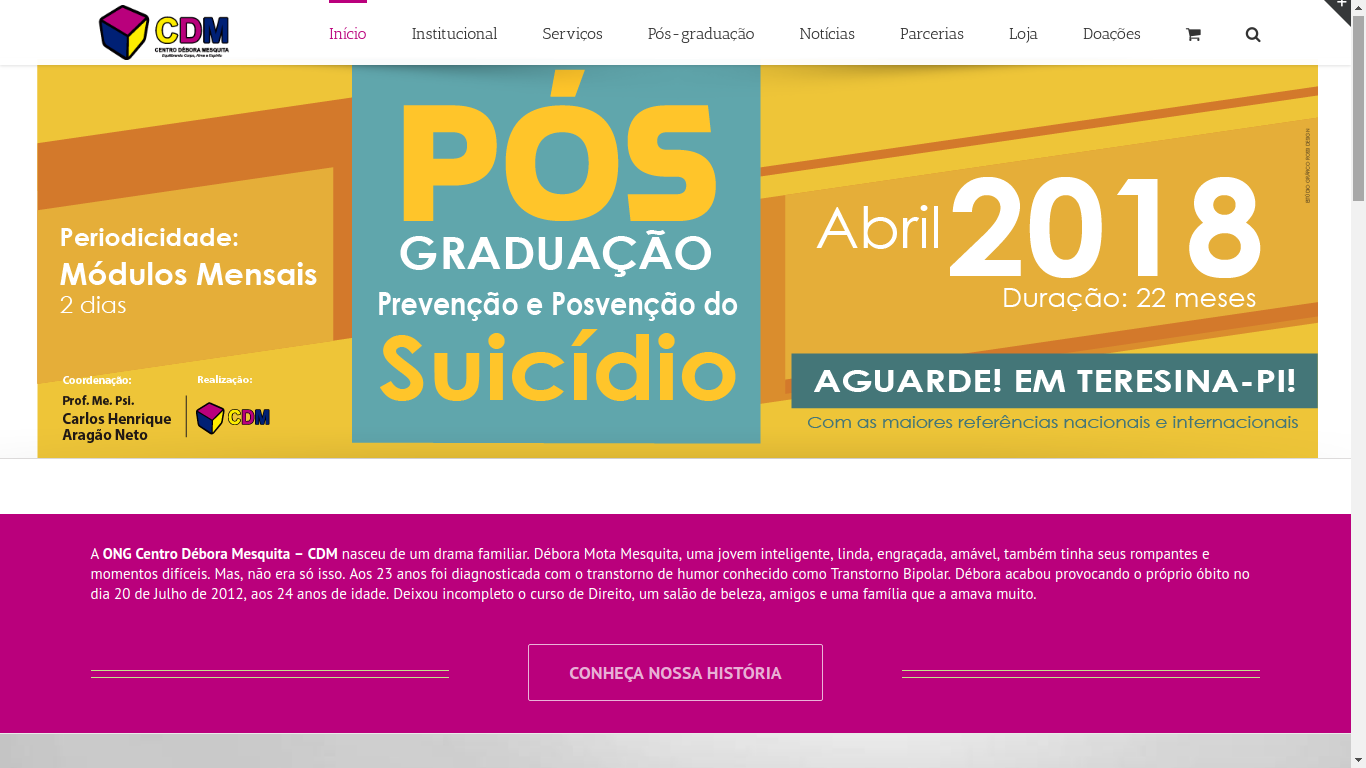 CDM
CENTRO DÉBORA MESQUITA
Equilibrando Corpo, Alma e Espírito
Início
Institucional
Serviços
Pós-graduação
Notícias
Parcerias
Loja
Doações
Periodicidade:
Módulos Mensais
2 dias
Coordenação:
Prof. Me. Psi.
Carlos Henrique
Aragão Neto
Realização:
CDM
PÓS
GRADUAÇÃO
Prevenção e Posvenção do
Suicídio
Abril 2018
Duração: 22 meses
AGUARDE! EM TERESINA-PI!
Com as maiores referências nacionais e internacionais
A ONG Centro Débora Mesquita – CDM nasceu de um drama familiar. Débora Mota Mesquita, uma jovem inteligente, linda, engraçada, amável, também tinha seus rompantes e
momentos difíceis. Mas, não era só isso. Aos 23 anos foi diagnosticada com o transtorno de humor conhecido como Transtorno Bipolar. Débora acabou provocando o próprio óbito no
dia 20 de Julho de 2012, aos 24 anos de idade. Deixou incompleto o curso de Direito, um salão de beleza, amigos e uma família que a amava muito.
CONHEÇA NOSSA HISTÓRIA